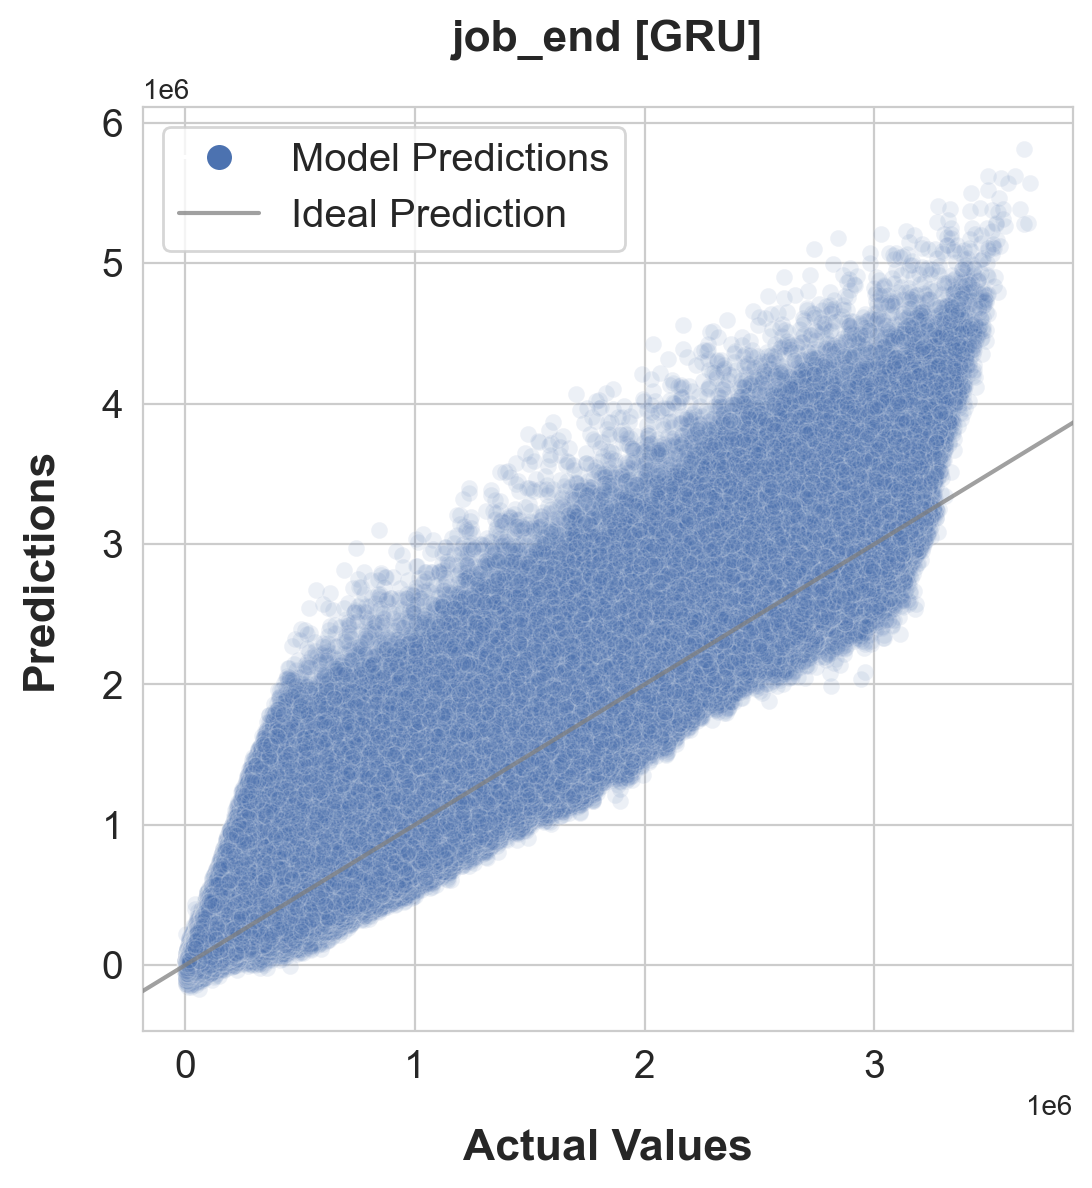 job_end [GRU]
1e6
6
5
4
3
2
1
0
Model Predictions
Ideal Prediction
Predictions
0 1 2 3
1e6
Actual Values